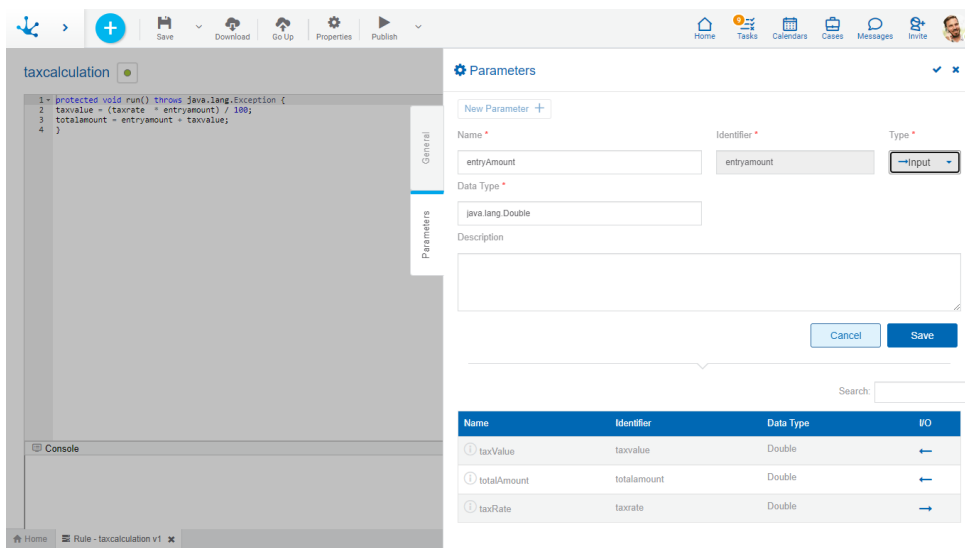 Save
Download
Go Up
Properties
Publish
Home
9
Tasks
Calendars
Cases
Messages
Invite
taxcalculation
1 protected void run() throws java.lang.Exception {
2 taxvalue = (taxrate * entryamount) / 100;
3 totalamount = entryamount + taxvalue;
4 }
General
Parameters
Console
Home
Rule - taxcalculation v1
Parameters
New Parameter +
Name * Identifier * Type *
entryAmount entryamount Input
Data Type *
java.lang.Double
Description
Cancel Save
Search:
Name Identifier Data Type I/O
taxValue taxvalue Double
totalAmount totalamount Double
taxRate taxrate Double